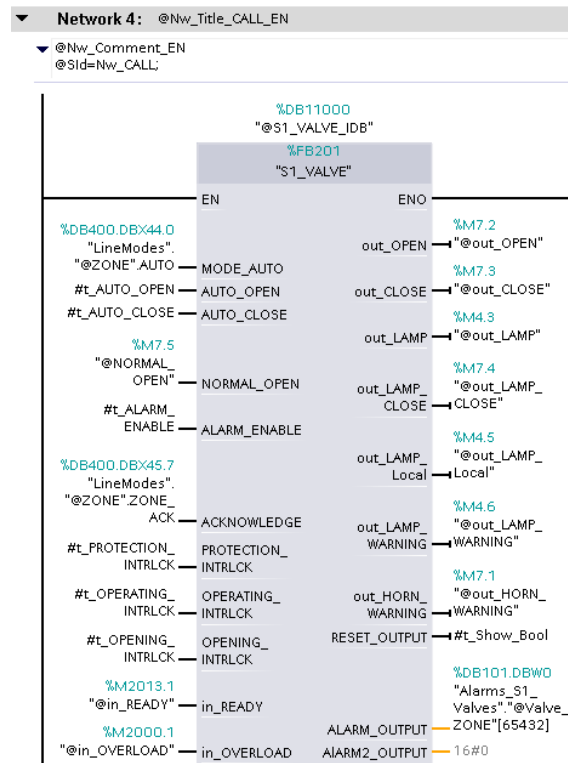 Network 4: @Nw_Title_CALL_EN
@Nw_Comment_EN
@SId=Nw_CALL;
%DB11000
"@S1_VALVE_IDB"
%FB201
"S1_VALVE"
EN
ENO
%DB400.DBX44.0
"LineModes".
"@ZONE".AUTO
MODE_AUTO
%M7.2
out_OPEN
"@out_OPEN"
#t_AUTO_OPEN
AUTO_OPEN
%M7.3
out_CLOSE
"@out_CLOSE"
#t_AUTO_CLOSE
AUTO_CLOSE
%M4.3
out_LAMP
"@out_LAMP"
%M7.5
"@NORMAL_
OPEN"
NORMAL_OPEN
%M7.4
out_LAMP_
CLOSE
"@out_LAMP_
CLOSE"
#t_ALARM_
ENABLE
ALARM_ENABLE
%M4.5
out_LAMP_
Local
"@out_LAMP_
Local"
%DB400.DBX45.7
"LineModes".
"@ZONE".ZONE_
ACK
ACKNOWLEDGE
%M4.6
out_LAMP_
WARNING
"@out_LAMP_
WARNING"
#t_PROTECTION_
INTRLCK
PROTECTION_
INTRLCK
#t_OPERATING_
INTRLCK
OPERATING_
INTRLCK
%M7.1
out_HORN_
WARNING
"@out_HORN_
WARNING"
#t_OPENING_
INTRLCK
OPENING_
INTRLCK
RESET_OUTPUT
#t_Show_Bool
%M2013.1
"@in_READY"
in_READY
%DB101.DBW0
"Alarms_S1_
Valves"."@Valve_
ZONE"[65432]
ALARM_OUTPUT
%M2000.1
"@in_OVERLOAD"
in_OVERLOAD
AlARM2_OUTPUT
16#0